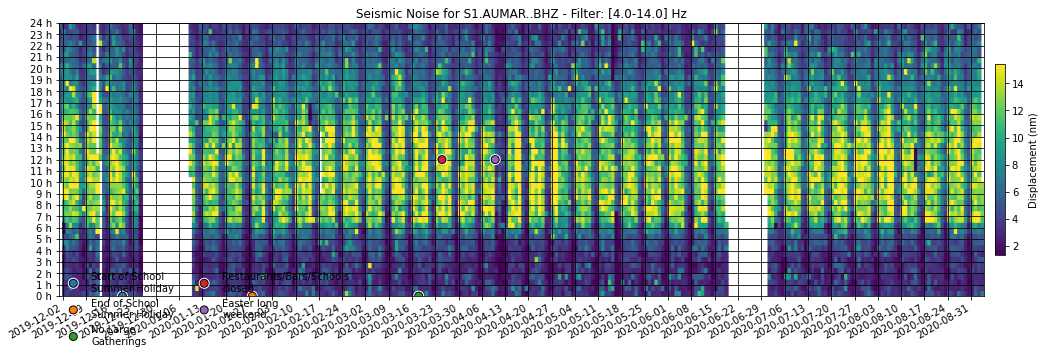 Seismic Noise for S1.AUMAR..BHZ - Filter: [4.0-14.0] Hz
24 h
23 h
22 h
21 h
20 h
19 h
18 h
17 h
16 h
15 h
14 h
13 h
12 h
11 h
10 h
9 h
8 h
7 h
6 h
5 h
4 h
3 h
2 h
1 h
0 h
14
12
10
8
6
4
2
Displacement (nm)
Start of School
Summer Holiday
End of School
Summer Holiday
No Large
Gatherings
Restaurants/Bars/Schools
closed
Easter long
weekend
2019-12-02
2020-01-13
2020-01-20
2020-01-27
2020-02-03
2020-02-10
2020-02-17
2020-02-24
2020-03-02
2020-03-09
2020-03-16
2020-03-23
2020-03-30
2020-04-06
2020-04-13
2020-04-20
2020-04-27
2020-05-04
2020-05-11
2020-05-18
2020-05-25
2020-06-01
2020-06-08
2020-06-15
2020-06-22
2020-06-29
2020-07-06
2020-07-13
2020-07-20
2020-07-27
2020-08-03
2020-08-10
2020-08-17
2020-08-24
2020-08-31